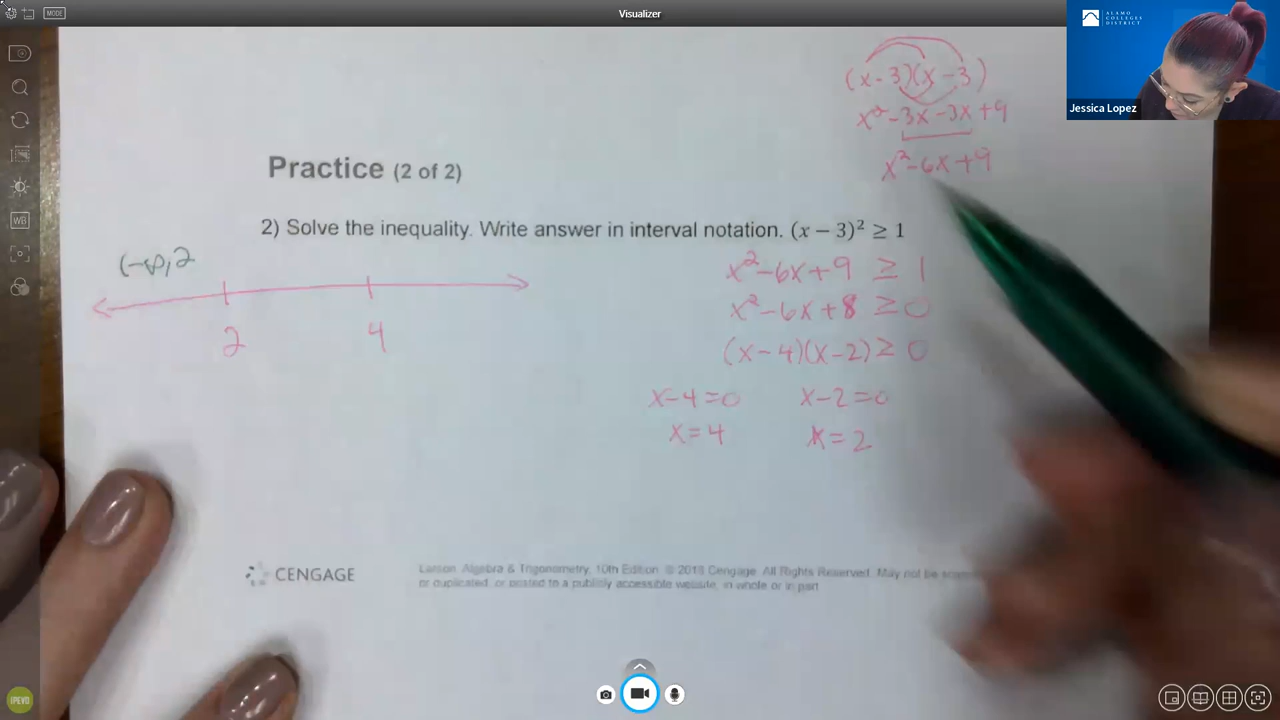 MODE
Visualizer
ALAMO
COLLEGES
DISTRICT
Jessica Lopez
(x - 3)(x - 3)
x² - 3x - 3x + 9
x² - 6x + 9
Practice (2 of 2)
2) Solve the inequality. Write answer in interval notation. (x − 3)² ≥ 1
(-∞, 2
2 4
x² - 6x + 9 ≥ 1
x² - 6x + 8 ≥ 0
(x - 4)(x - 2) ≥ 0
x - 4 = 0 x - 2 = 0
x = 4 x = 2
CENGAGE
Larson, Algebra & Trigonometry, 10th Edition. © 2018 Cengage. All Rights Reserved. May not be
or duplicated, or posted to a publicly accessible website, in whole or in part
WB
IPEVO